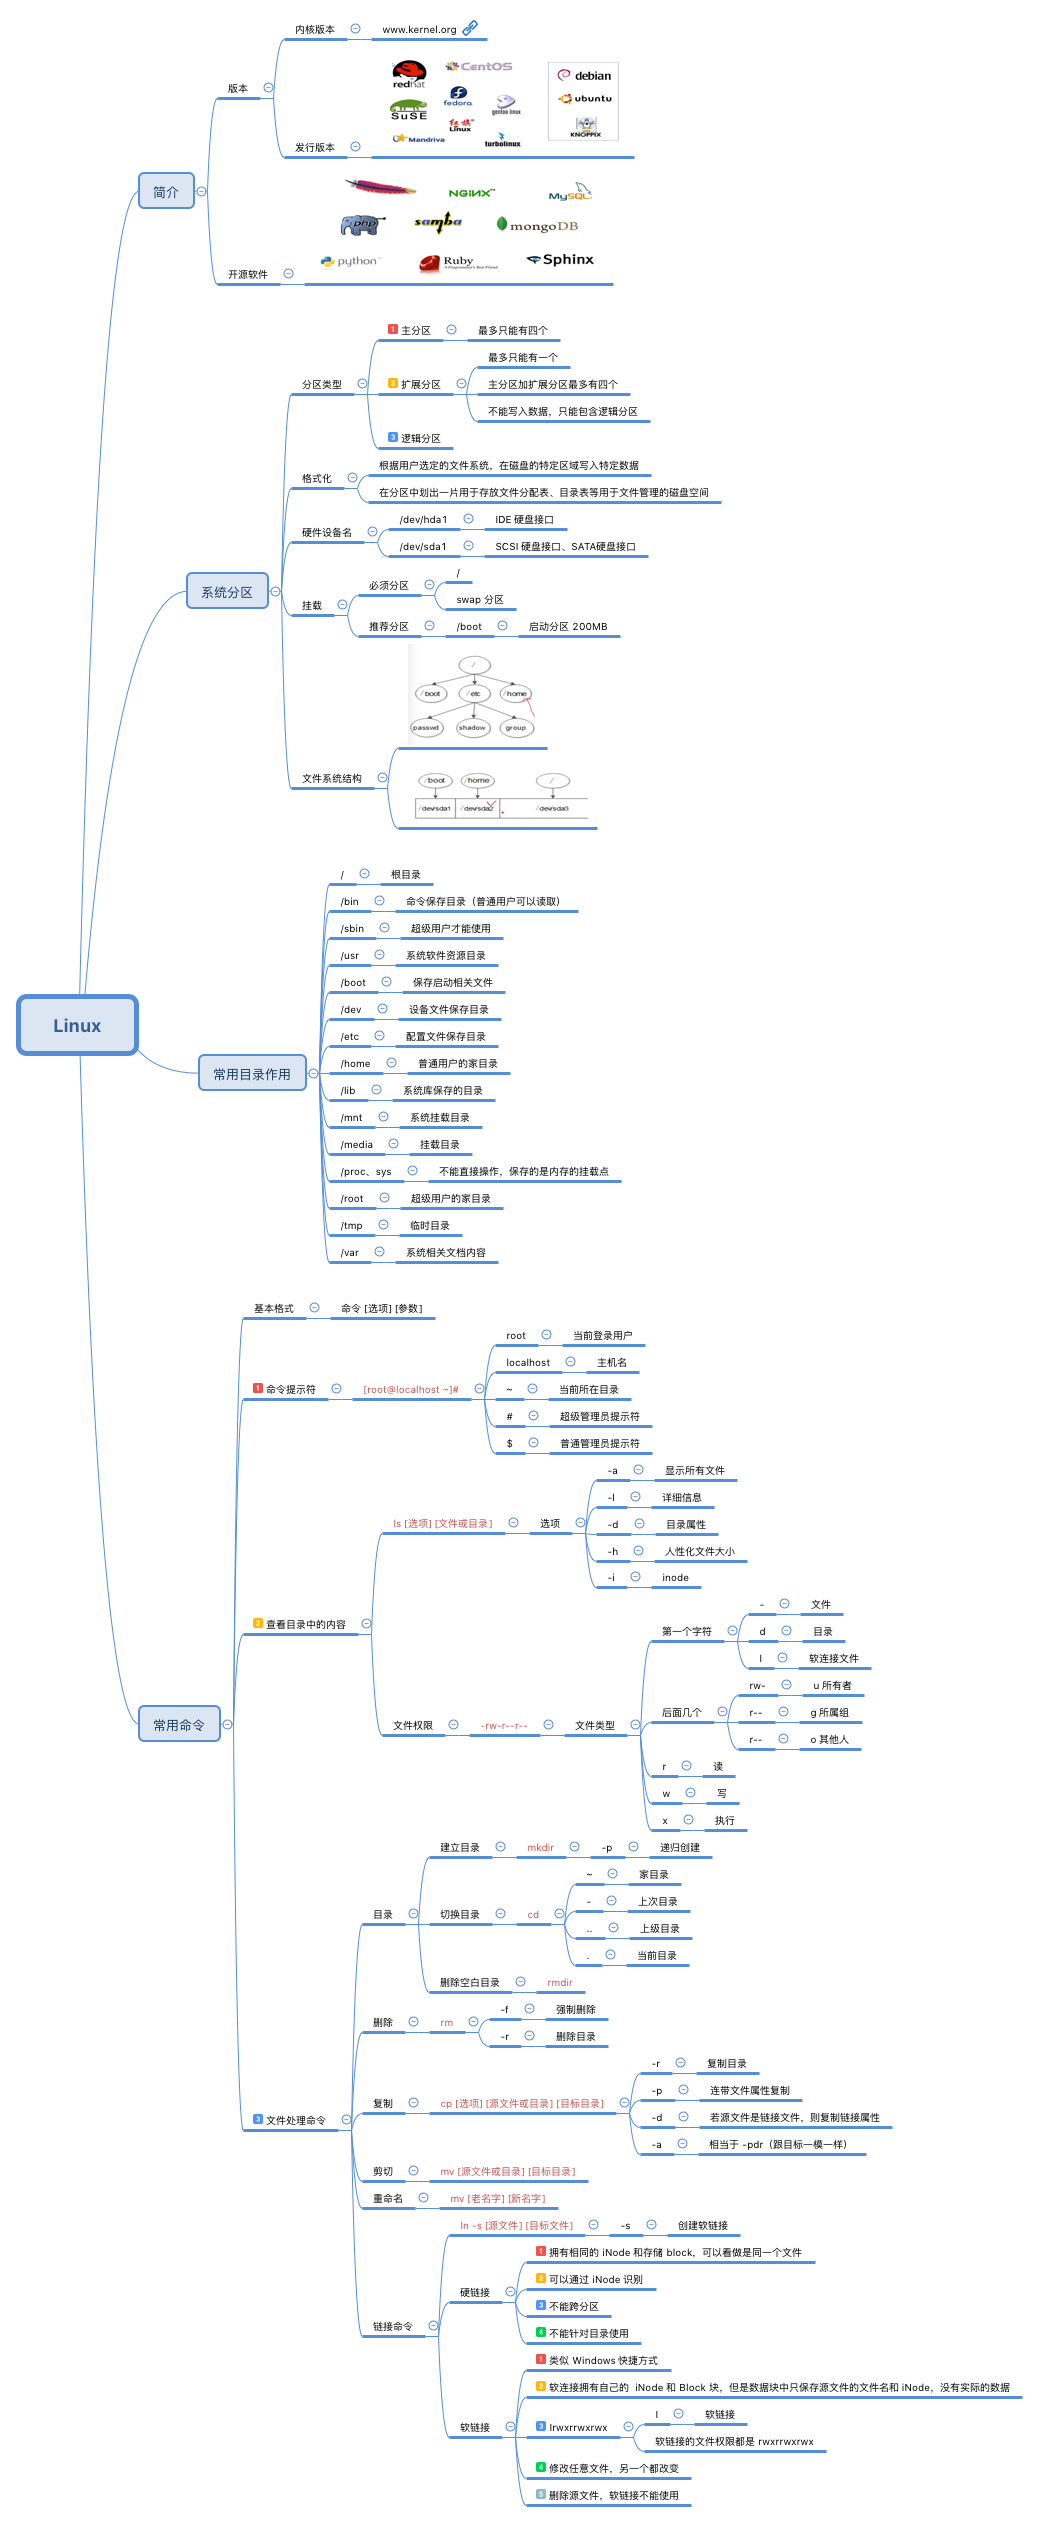 Linux
简介
版本
内核版本
www.kernel.org
发行版本
redhat
CentOS
SuSE
fedora
gentoo linux
红旗
Linux
Mandriva
turbolinux
debian
ubuntu
KNOPPIX
开源软件
NGiNX
MySQL
php
samba
mongoDB
python
Ruby
A Programmer's Best Friend
Sphinx
系统分区
分区类型
1 主分区
最多只能有四个
2 扩展分区
最多只能有一个
主分区加扩展分区最多有四个
不能写入数据，只能包含逻辑分区
3 逻辑分区
格式化
根据用户选定的文件系统，在磁盘的特定区域写入特定数据
在分区中划出一片用于存放文件分配表、目录表等用于文件管理的磁盘空间
硬件设备名
/dev/hda1
IDE 硬盘接口
/dev/sda1
SCSI 硬盘接口、SATA硬盘接口
挂载
必须分区
/
swap 分区
推荐分区
/boot
启动分区 200MB
文件系统结构
/
/boot
/etc
/home
passwd
shadow
group
/boot
/home
/
/dev/sda1
/dev/sda2
/dev/sda3
常用目录作用
/
根目录
/bin
命令保存目录（普通用户可以读取）
/sbin
超级用户才能使用
/usr
系统软件资源目录
/boot
保存启动相关文件
/dev
设备文件保存目录
/etc
配置文件保存目录
/home
普通用户的家目录
/lib
系统库保存的目录
/mnt
系统挂载目录
/media
挂载目录
/proc、sys
不能直接操作，保存的是内存的挂载点
/root
超级用户的家目录
/tmp
临时目录
/var
系统相关文档内容
常用命令
基本格式
命令 [选项] [参数]
1 命令提示符
[root@localhost ~]#
root
当前登录用户
localhost
主机名
~
当前所在目录
#
超级管理员提示符
$
普通管理员提示符
2 查看目录中的内容
ls [选项] [文件或目录]
选项
-a
显示所有文件
-l
详细信息
-d
目录属性
-h
人性化文件大小
-i
inode
文件权限
-rw-r--r--
文件类型
第一个字符
-
文件
d
目录
l
软连接文件
后面几个
rw-
u 所有者
r--
g 所属组
r--
o 其他人
r
读
w
写
x
执行
3 文件处理命令
目录
建立目录
mkdir
-p
递归创建
切换目录
cd
~
家目录
-
上次目录
..
上级目录
.
当前目录
删除空白目录
rmdir
删除
rm
-f
强制删除
-r
删除目录
复制
cp [选项] [源文件或目录] [目标目录]
-r
复制目录
-p
连带文件属性复制
-d
若源文件是链接文件，则复制链接属性
-a
相当于 -pdr（跟目标一模一样）
剪切
mv [源文件或目录] [目标目录]
重命名
mv [老名字] [新名字]
链接命令
ln -s [源文件] [目标文件]
-s
创建软链接
硬链接
1 拥有相同的 iNode 和存储 block，可以看做是同一个文件
2 可以通过 iNode 识别
3 不能跨分区
4 不能针对目录使用
软链接
1 类似 Windows 快捷方式
2 软连接拥有自己的 iNode 和 Block 块，但是数据块中只保存源文件的文件名和 iNode，没有实际的数据
3 lrwxrrwxrwx
l
软链接
软链接的文件权限都是 rwxrrwxrwx
4 修改任意文件，另一个都改变
5 删除源文件，软链接不能使用